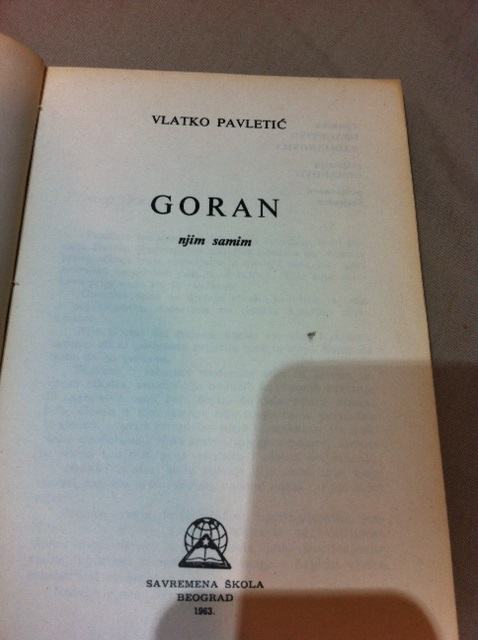 VLATKO PAVLETIĆ
GORAN
njim samim
SAVREMENA ŠKOLA
BEOGRAD
1963.